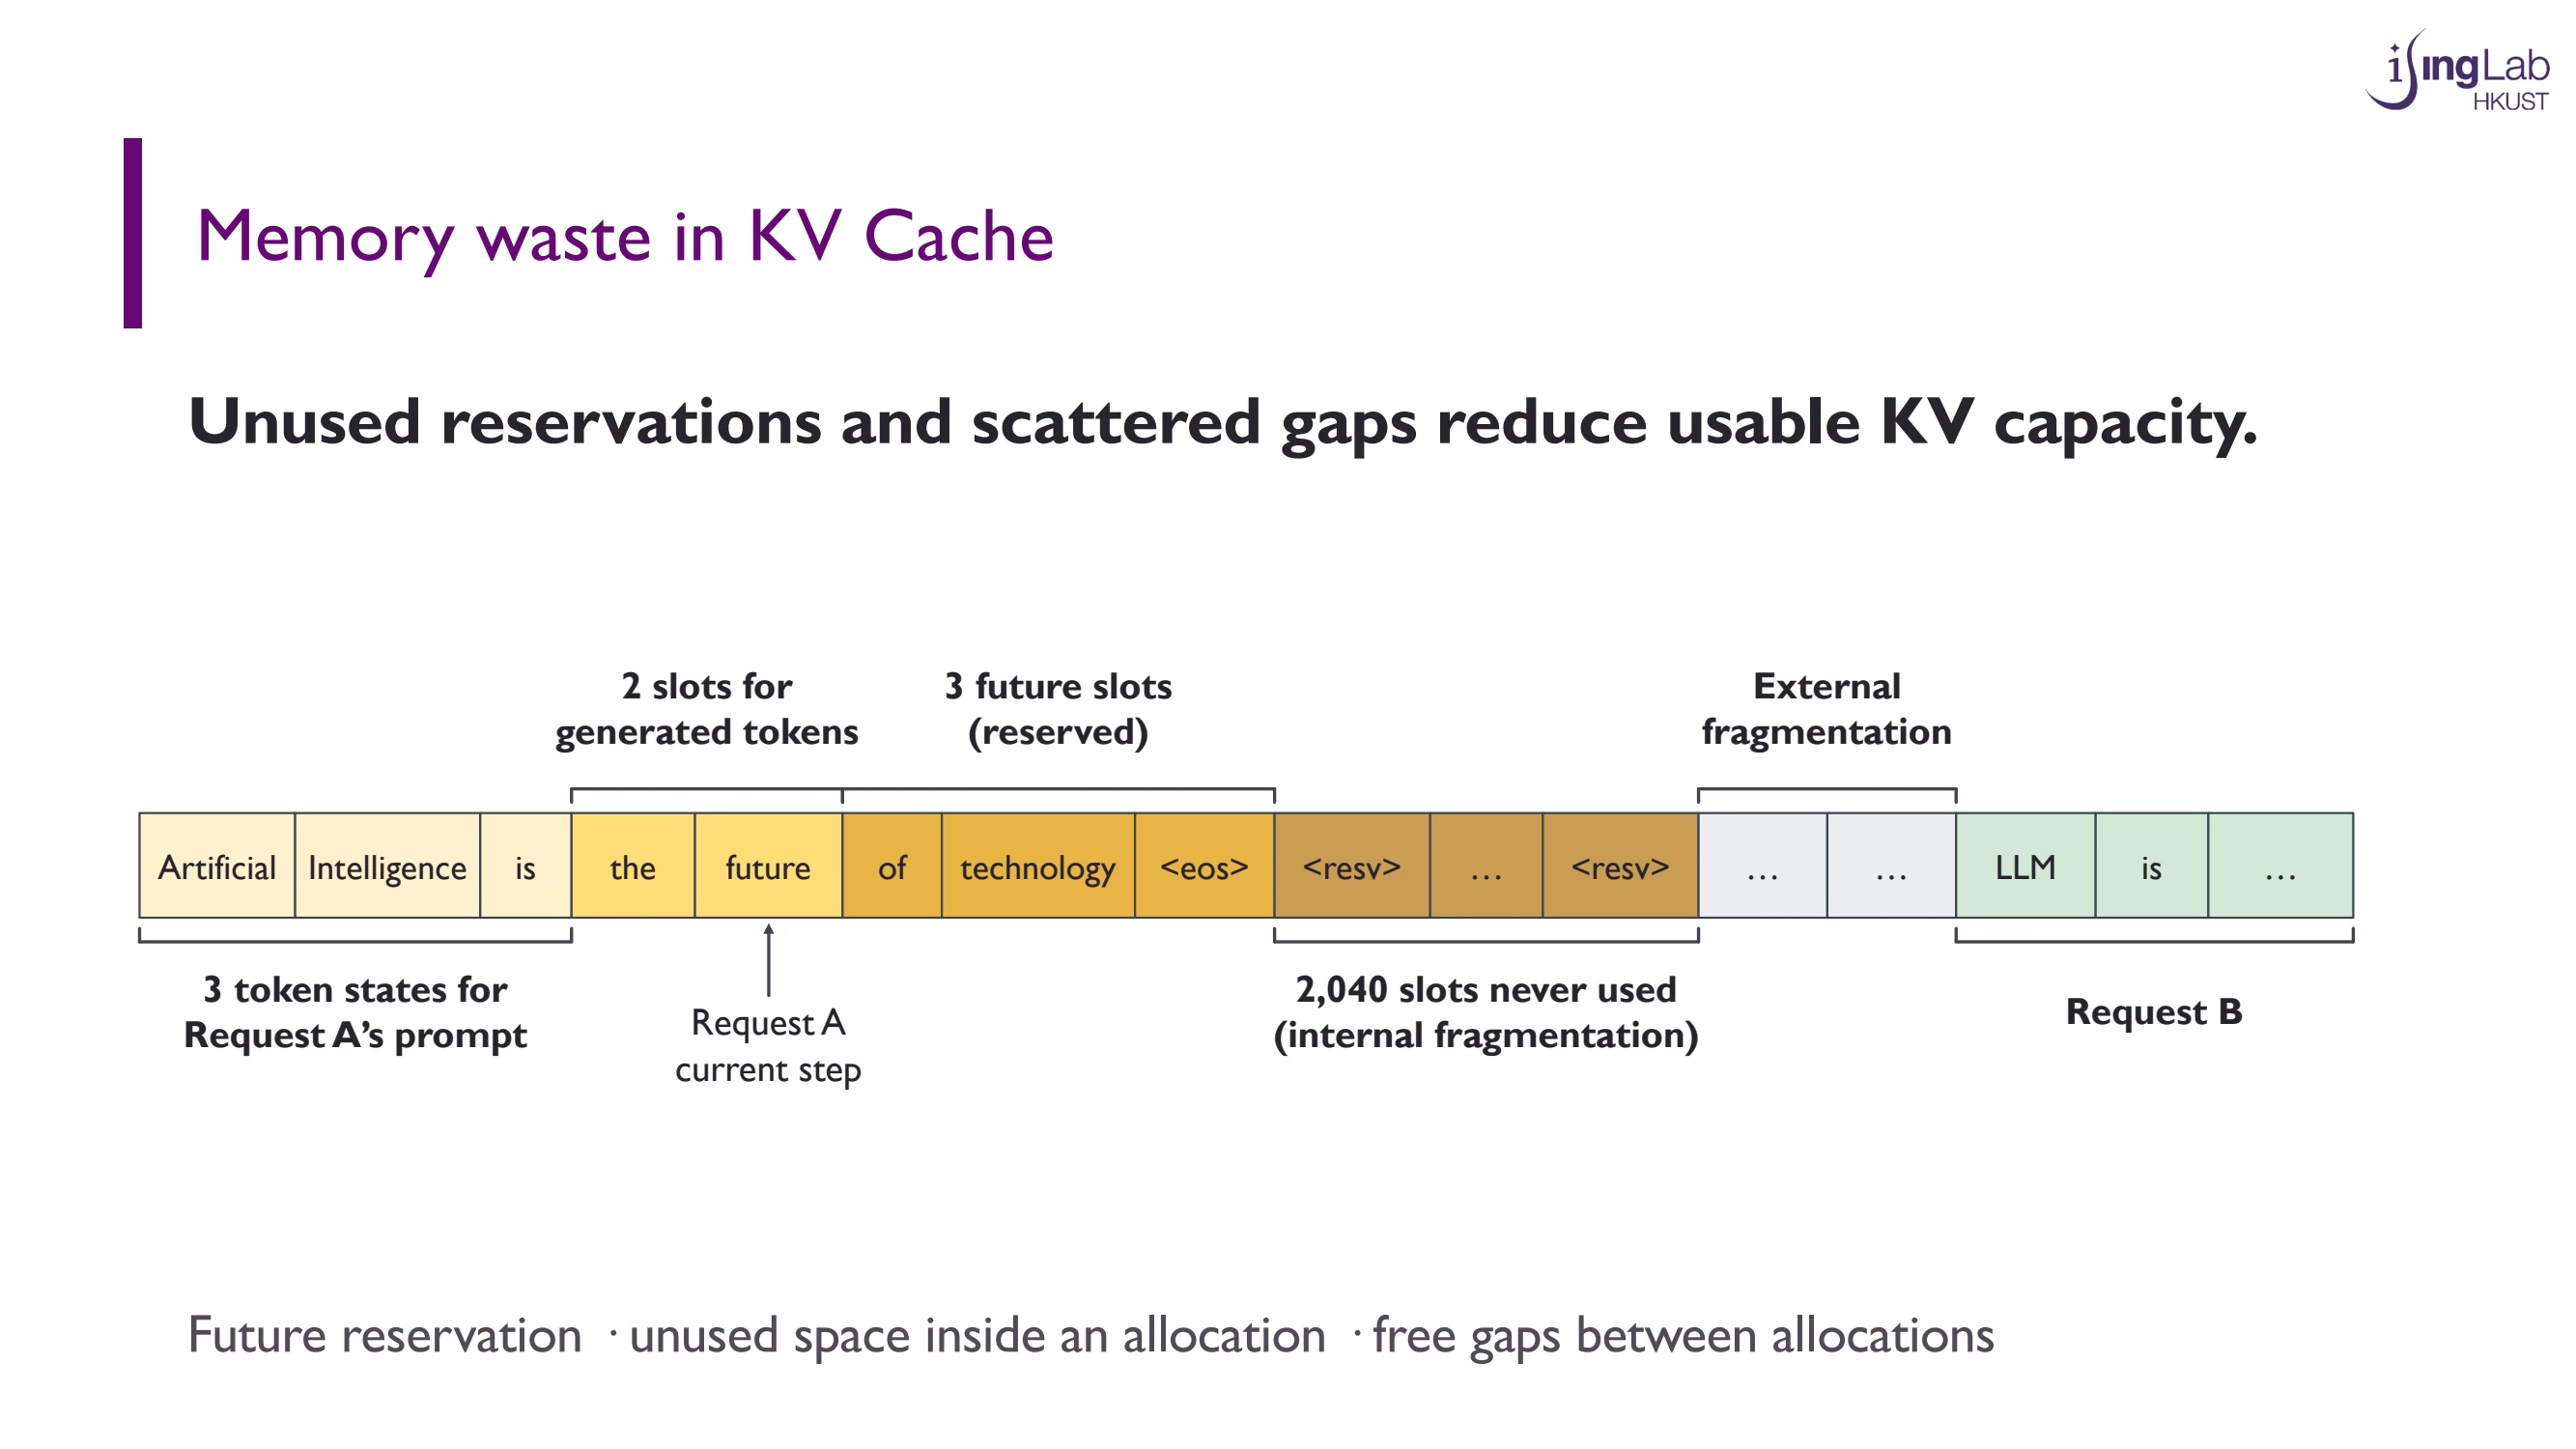 iSingLab
HKUST
Memory waste in KV Cache
Unused reservations and scattered gaps reduce usable KV capacity.
2 slots for
generated tokens
3 future slots
(reserved)
External
fragmentation
Artificial Intelligence is the future of technology <eos> <resv> ... <resv> ... ... LLM is ...
3 token states for
Request A's prompt
Request A
current step
2,040 slots never used
(internal fragmentation)
Request B
Future reservation · unused space inside an allocation · free gaps between allocations